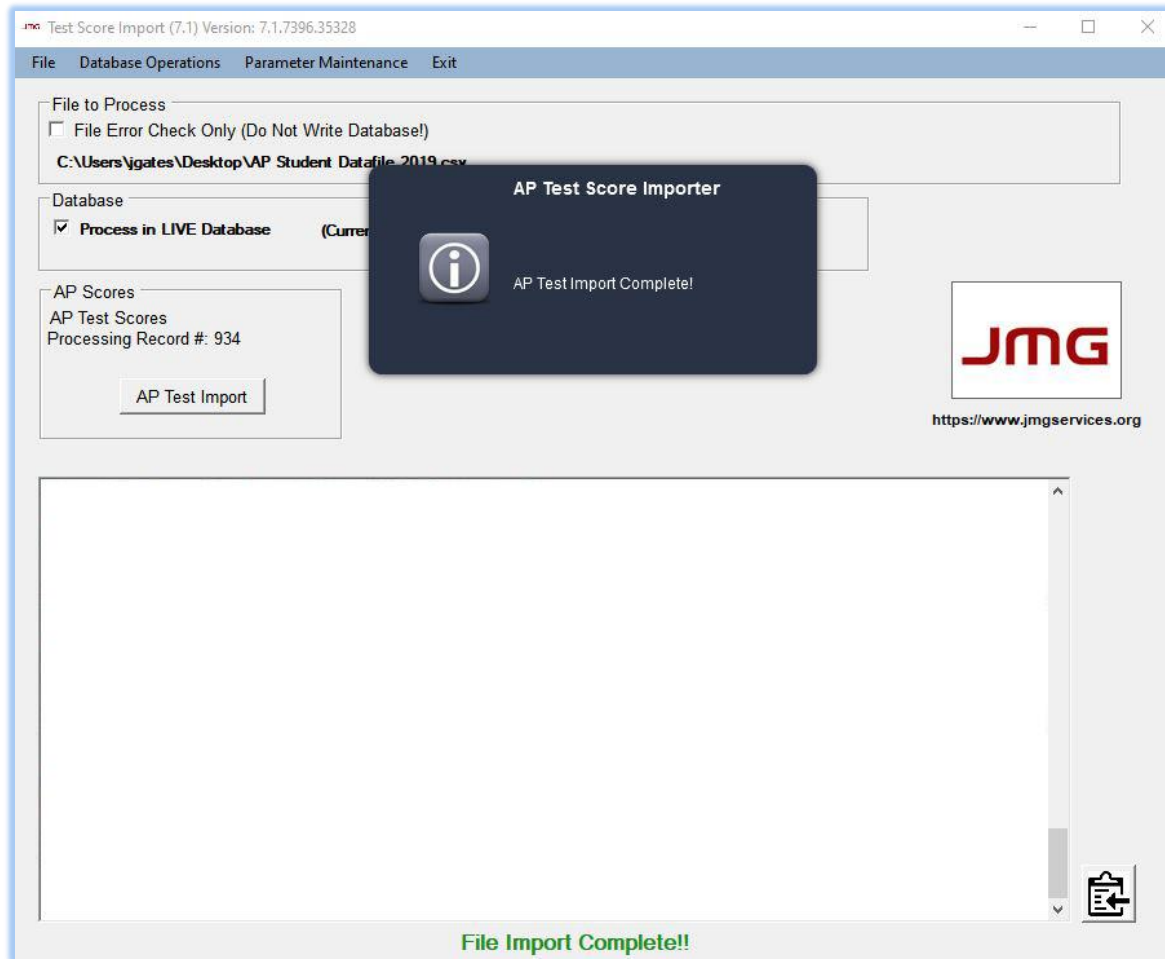 JMG Test Score Import (7.1) Version: 7.1.7396.35328
File Database Operations Parameter Maintenance Exit
File to Process
File Error Check Only (Do Not Write Database!)
C:\Users\jgates\Desktop\AP Student Datafile 2019.csv
AP Test Score Importer
AP Test Import Complete!
Database
Process in LIVE Database (Curren
AP Scores
AP Test Scores
Processing Record #: 934
AP Test Import
JMG
https://www.jmgservices.org
File Import Complete!!